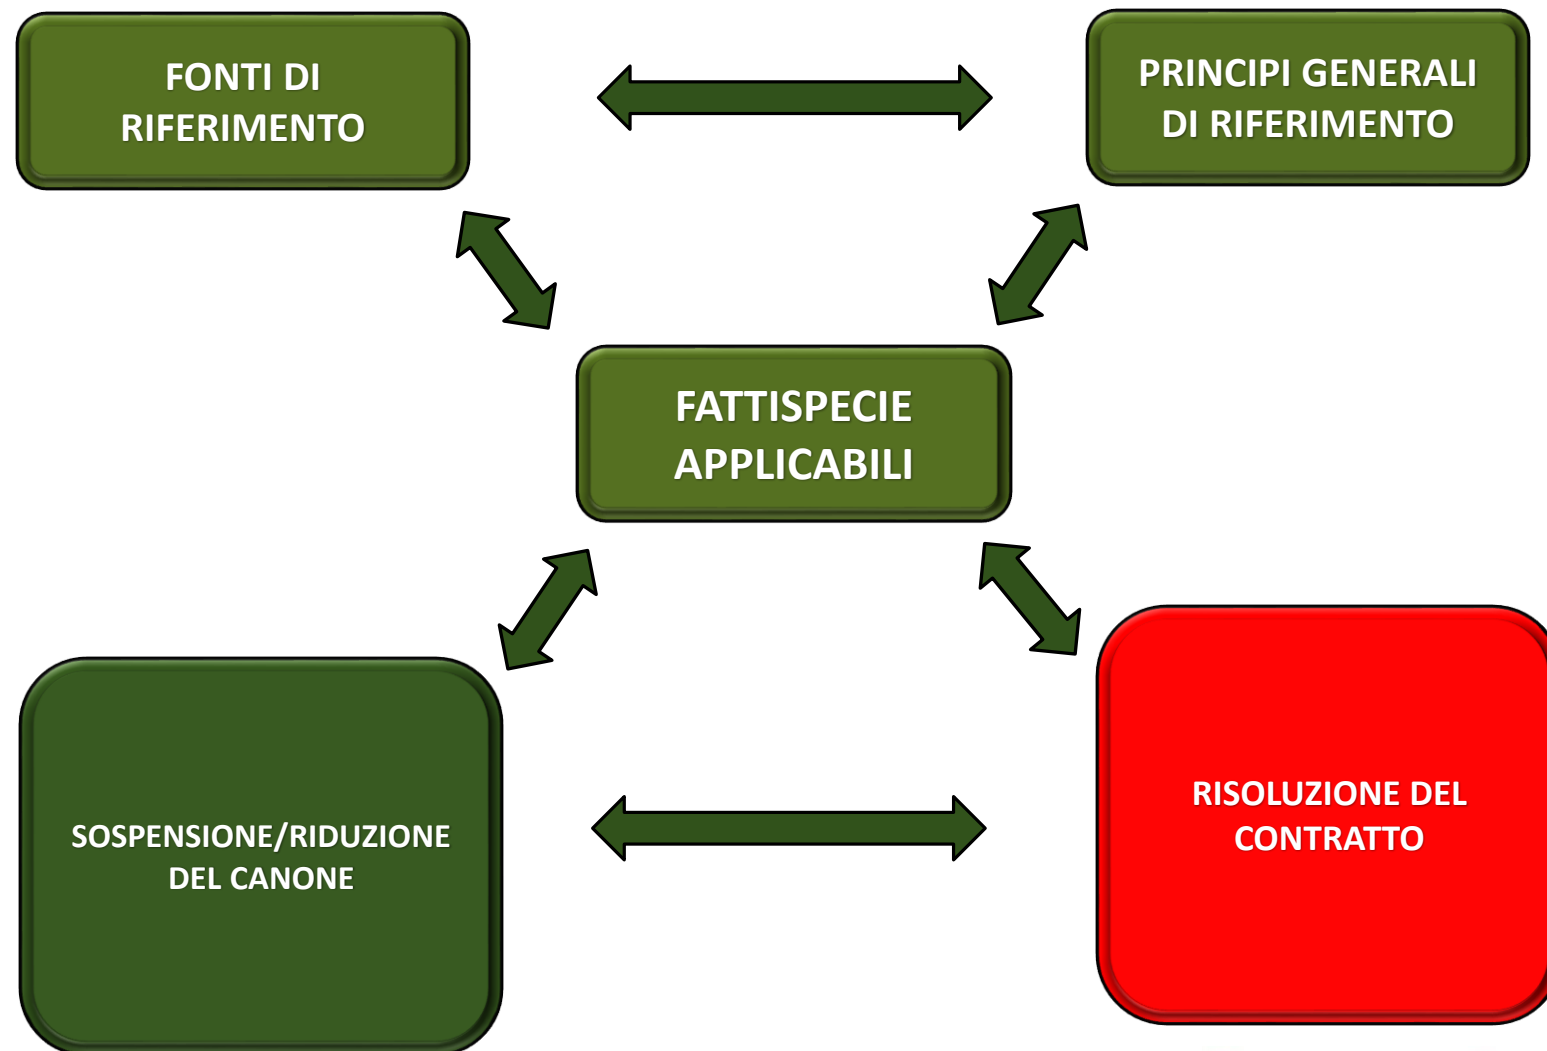 FONTI DI
RIFERIMENTO
PRINCIPI GENERALI
DI RIFERIMENTO
FATTISPECIE
APPLICABILI
SOSPENSIONE/RIDUZIONE
DEL CANONE
RISOLUZIONE DEL
CONTRATTO